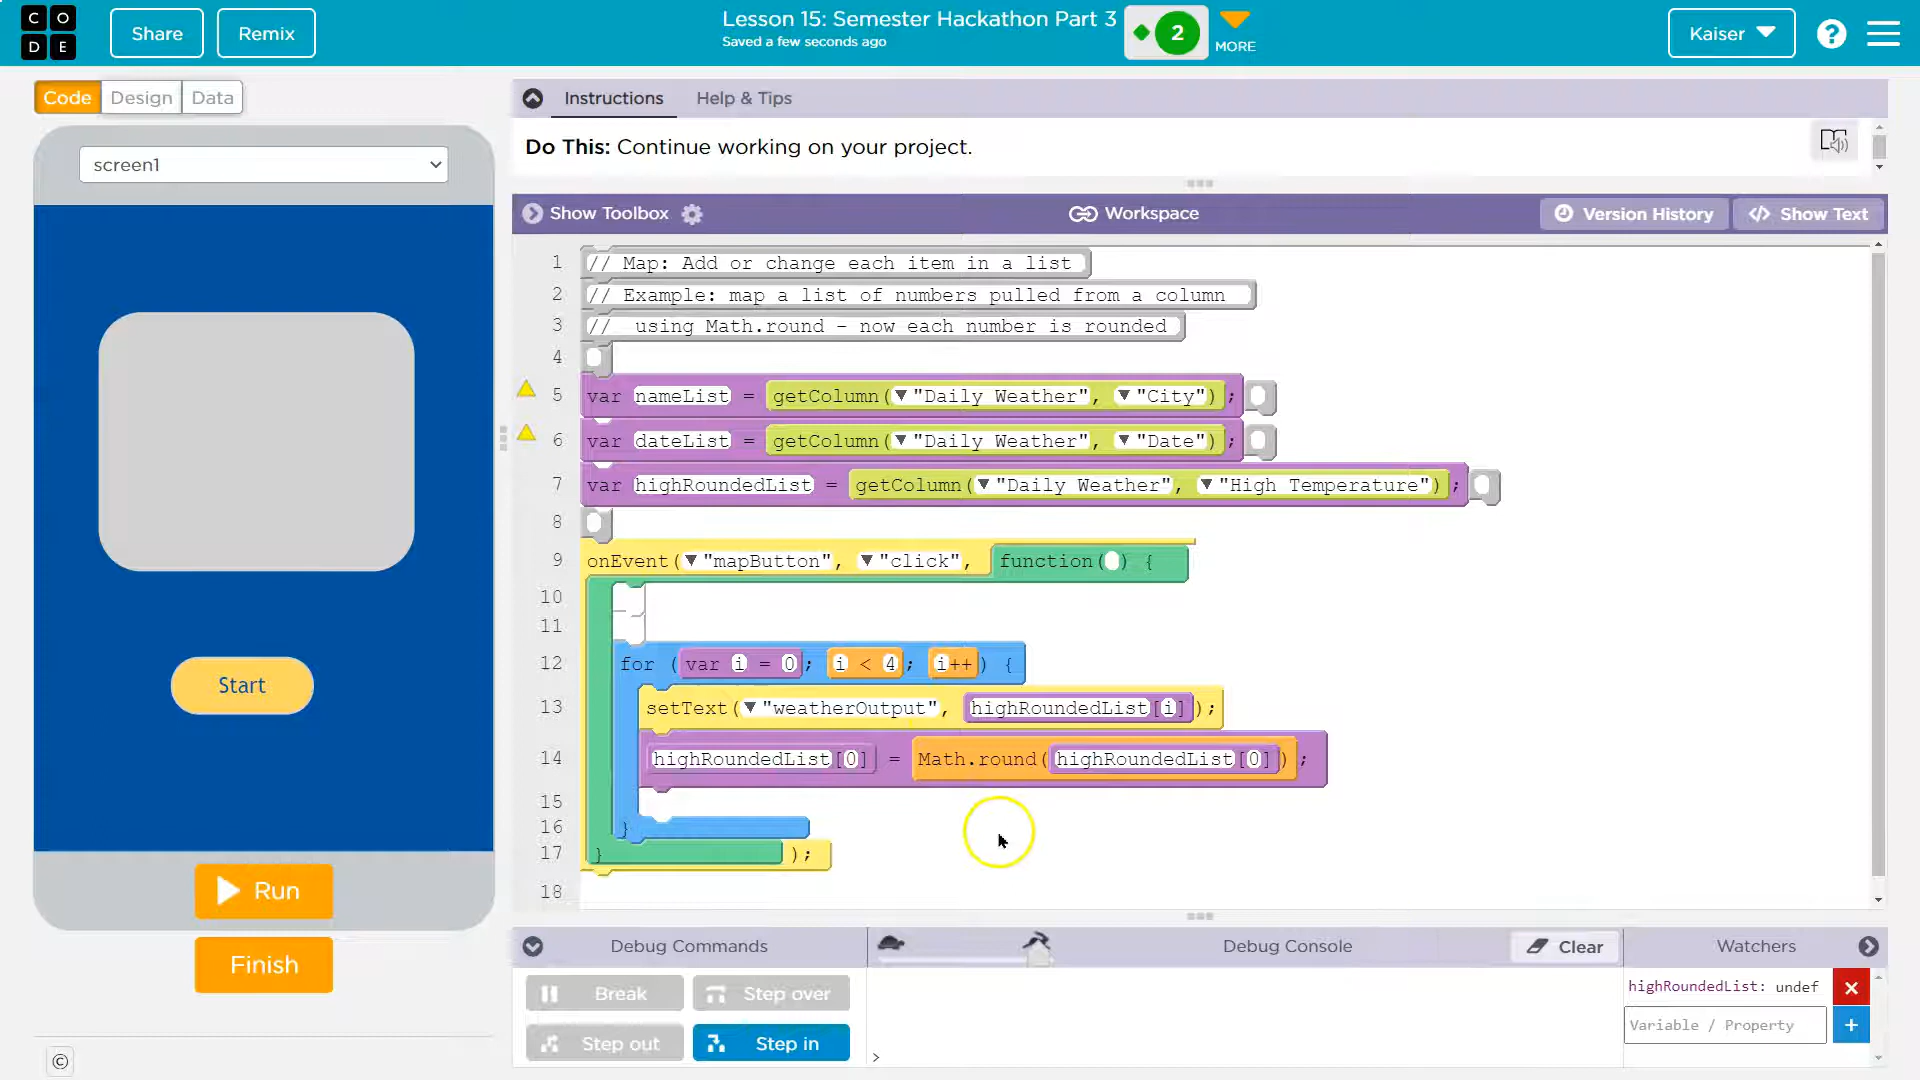 CODE
Share
Remix
Lesson 15: Semester Hackathon Part 3
Saved a few seconds ago
2
MORE
Kaiser
?
Code
Design
Data
Instructions
Help & Tips
screen1
Do This: Continue working on your project.
Show Toolbox
Workspace
Version History
</> Show Text
1 // Map: Add or change each item in a list
2 // Example: map a list of numbers pulled from a column
3 //  using Math.round - now each number is rounded
4
5 var nameList = getColumn(▼"Daily Weather", ▼"City");
6 var dateList = getColumn(▼"Daily Weather", ▼"Date");
7 var highRoundedList = getColumn(▼"Daily Weather", ▼"High Temperature");
8
9 onEvent(▼"mapButton", ▼"click", function( ) {
10
11
12 for (var i = 0; i < 4; i++) {
13 setText(▼"weatherOutput", highRoundedList[i]);
14 highRoundedList[0] = Math.round(highRoundedList[0]);
15
16 }
17 } );
18
Start
Run
Finish
Debug Commands
Debug Console
Clear
Watchers
Break
Step over
Step out
Step in
highRoundedList: undef
Variable / Property
>
©